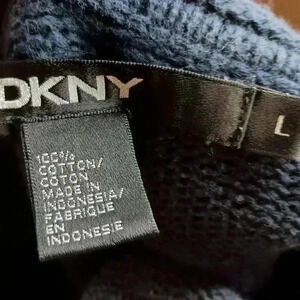 DKNY
L
100%
COTTON/
COTON
MADE IN
INDONESIA/
FABRIQUE
EN
INDONESIE